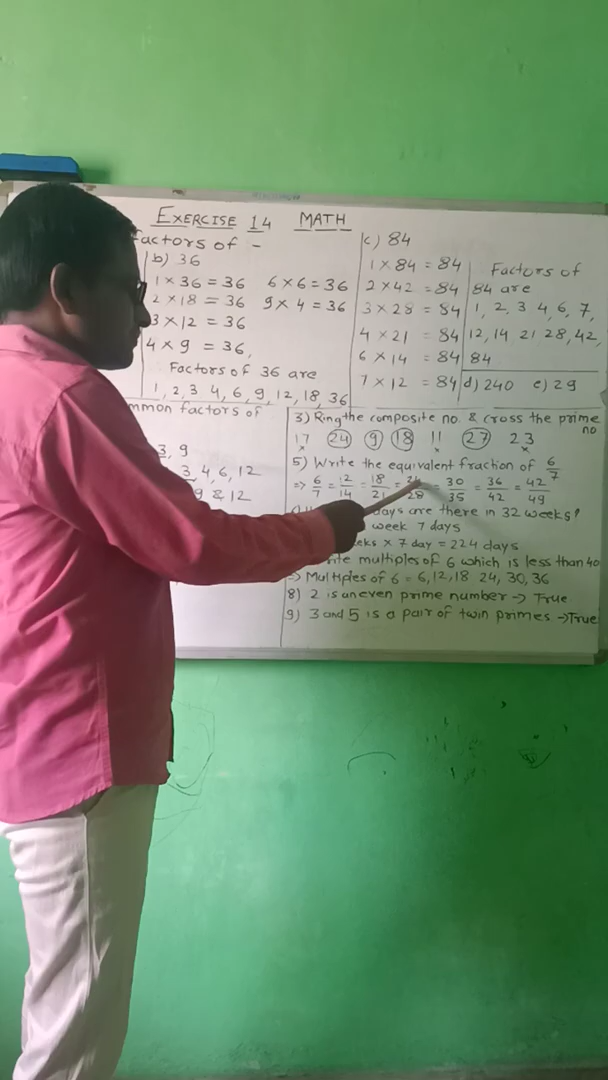 EXERCISE 14 MATH
factors of -
b) 36
1 × 36 = 36 6 × 6 = 36
2 × 18 = 36 9 × 4 = 36
3 × 12 = 36
4 × 9 = 36,
Factors of 36 are
1, 2, 3 4, 6, 9, 12, 18, 36
c) 84
1 × 84 = 84
2 × 42 = 84
3 × 28 = 84
4 × 21 = 84
6 × 14 = 84
7 × 12 = 84
Factors of
84 are
1, 2, 3 4, 6, 7,
12, 14 21 28, 42,
84
d) 240 e) 29
factors of
3, 9
3, 4, 6, 12
9 & 12
3) Ring the composite no. & cross the prime
no
17 24 9 18 11 27 23
× × ×
5) Write the equivalent fraction of 6/7
⇒ 6/7 = 12/14 = 18/21 = 24/28 = 30/35 = 36/42 = 42/49
days are there in 32 weeks?
week 7 days
× 7 day = 224 days
multiples of 6 which is less than 40
-> Multiples of 6 = 6, 12, 18 24, 30, 36
8) 2 is an even prime number -> True
9) 3 and 5 is a pair of twin primes -> True